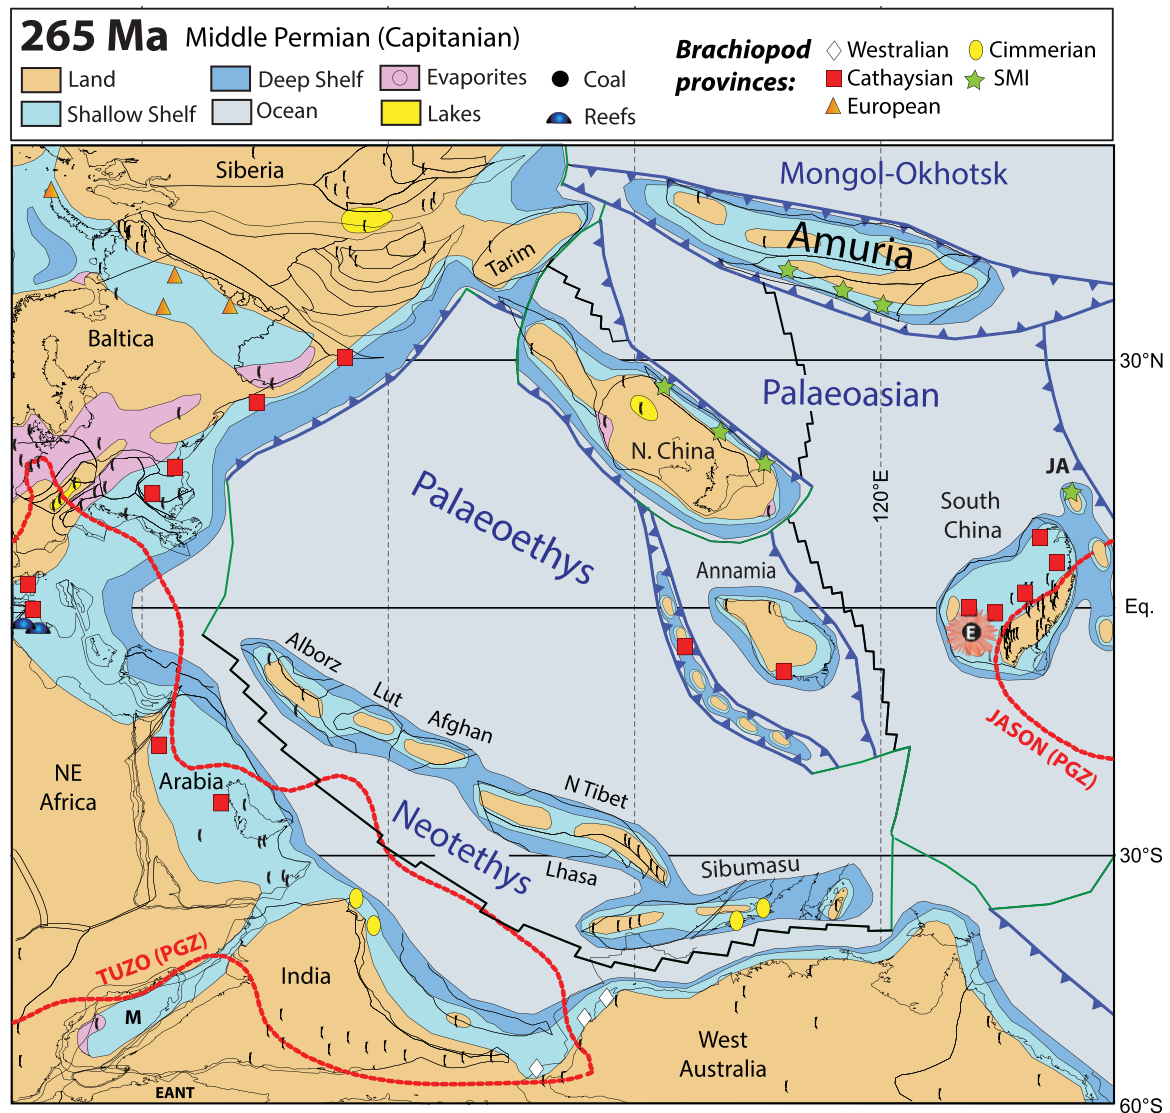 265 Ma Middle Permian (Capitanian)
Land
Deep Shelf
Evaporites
Coal
Shallow Shelf
Ocean
Lakes
Reefs
Brachiopod
provinces:
Westralian
Cimmerian
Cathaysian
SMI
European
Siberia
Mongol-Okhotsk
Amuria
Tarim
Baltica
30°N
Palaeoasian
N. China
JA
120°E
South
China
Palaeoethys
Annamia
Eq.
E
Alborz
Lut
Afghan
JASON (PGZ)
NE
Africa
Arabia
N Tibet
Neotethys
30°S
Lhasa
Sibumasu
TUZO (PGZ)
India
M
West
Australia
EANT
60°S